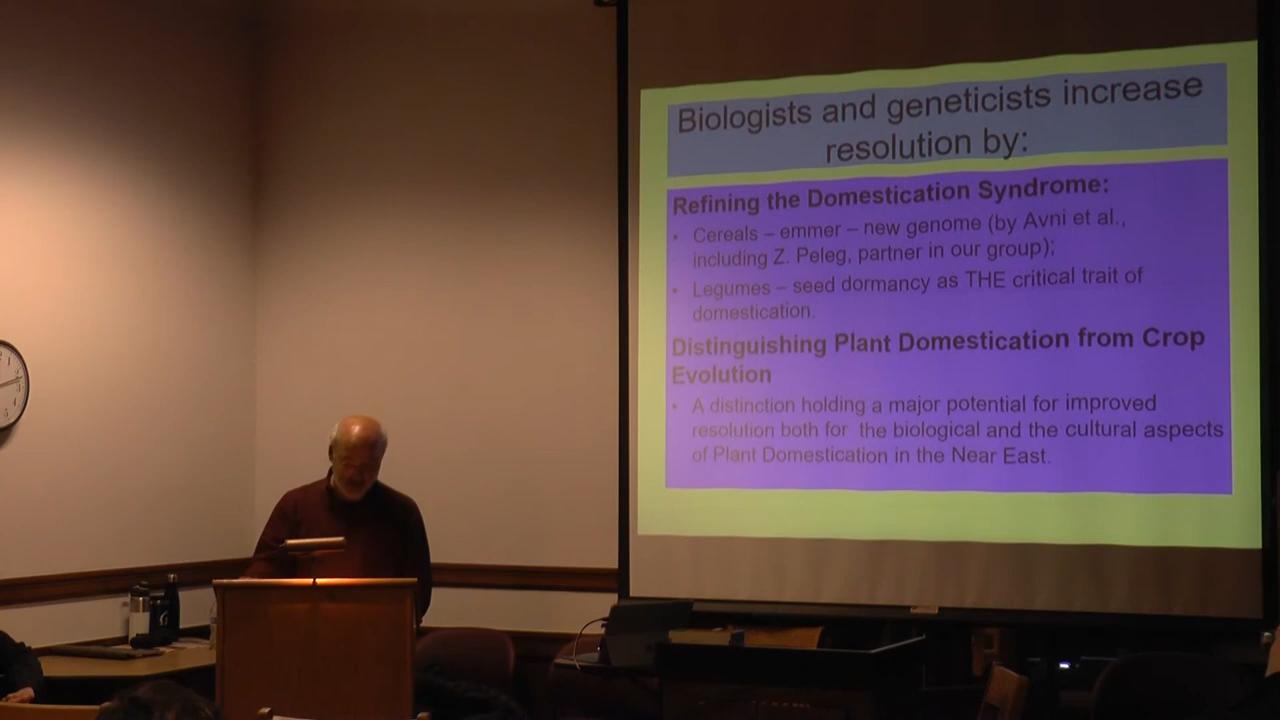 Biologists and geneticists increase
resolution by:
Refining the Domestication Syndrome:
• Cereals – emmer – new genome (by Avni et al.,
including Z. Peleg, partner in our group);
• Legumes – seed dormancy as THE critical trait of
domestication.
Distinguishing Plant Domestication from Crop
Evolution
• A distinction holding a major potential for improved
resolution both for the biological and the cultural aspects
of Plant Domestication in the Near East.